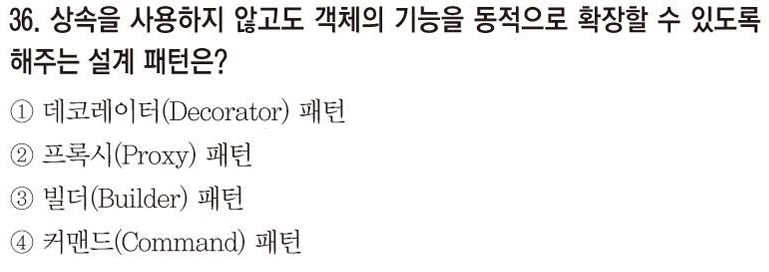 36. 상속을 사용하지 않고도 객체의 기능을 동적으로 확장할 수 있도록
해주는 설계 패턴은?
① 데코레이터(Decorator) 패턴
② 프록시(Proxy) 패턴
③ 빌더(Builder) 패턴
④ 커맨드(Command) 패턴